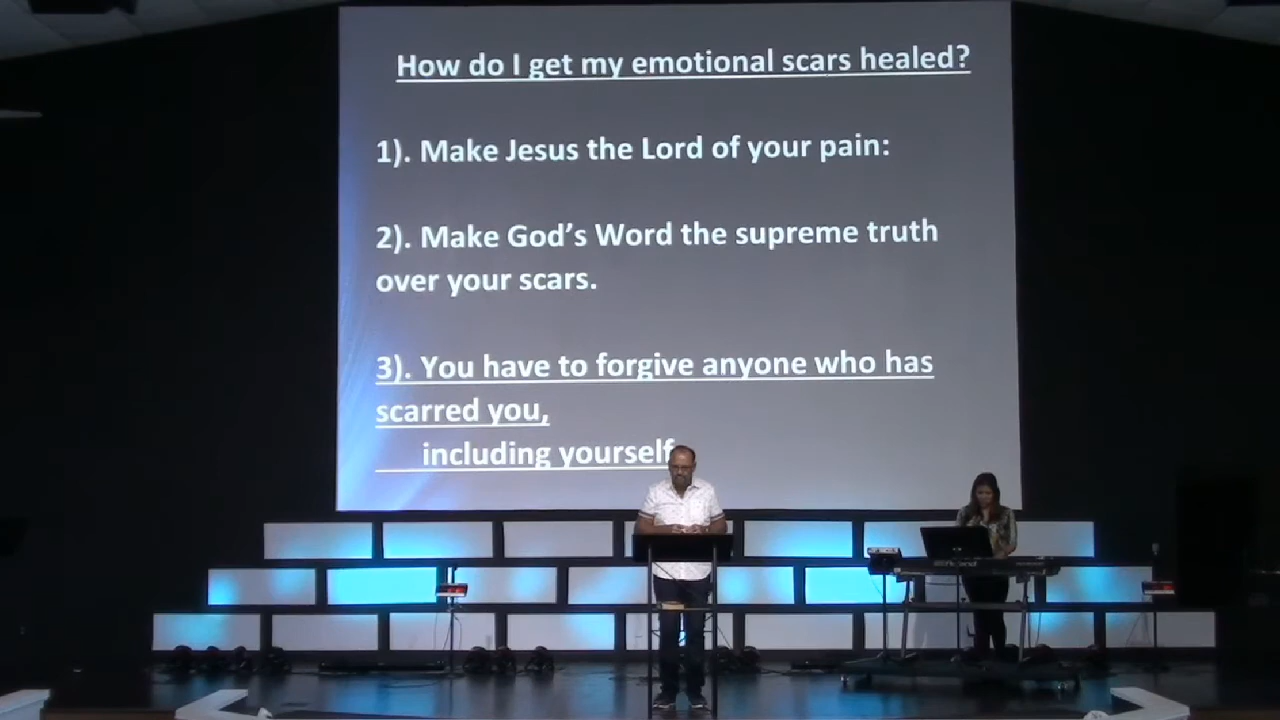 How do I get my emotional scars healed?
1). Make Jesus the Lord of your pain:
2). Make God's Word the supreme truth
over your scars.
3). You have to forgive anyone who has
scarred you,
including yourself
Roland